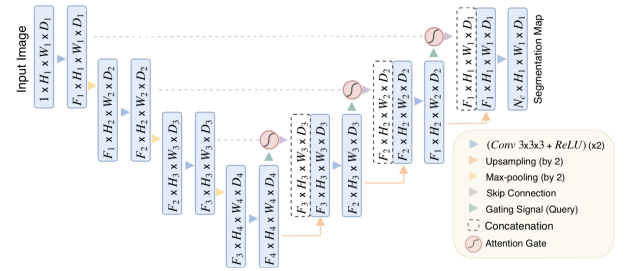 Input Image
1 x H₁ x W₁ x D₁
F₁ x H₁ x W₁ x D₁
F₁ x H₂ x W₂ x D₂
F₂ x H₂ x W₂ x D₂
F₂ x H₃ x W₃ x D₃
F₃ x H₃ x W₃ x D₃
F₃ x H₄ x W₄ x D₄
F₄ x H₄ x W₄ x D₄
F₃ x H₃ x W₃ x D₃
F₃ x H₃ x W₃ x D₃
F₂ x H₃ x W₃ x D₃
F₂ x H₂ x W₂ x D₂
F₂ x H₂ x W₂ x D₂
F₁ x H₂ x W₂ x D₂
F₁ x H₁ x W₁ x D₁
F₁ x H₁ x W₁ x D₁
N꜀ x H₁ x W₁ x D₁
Segmentation Map
(Conv 3x3x3 + ReLU) (x2)
Upsampling (by 2)
Max-pooling (by 2)
Skip Connection
Gating Signal (Query)
Concatenation
Attention Gate